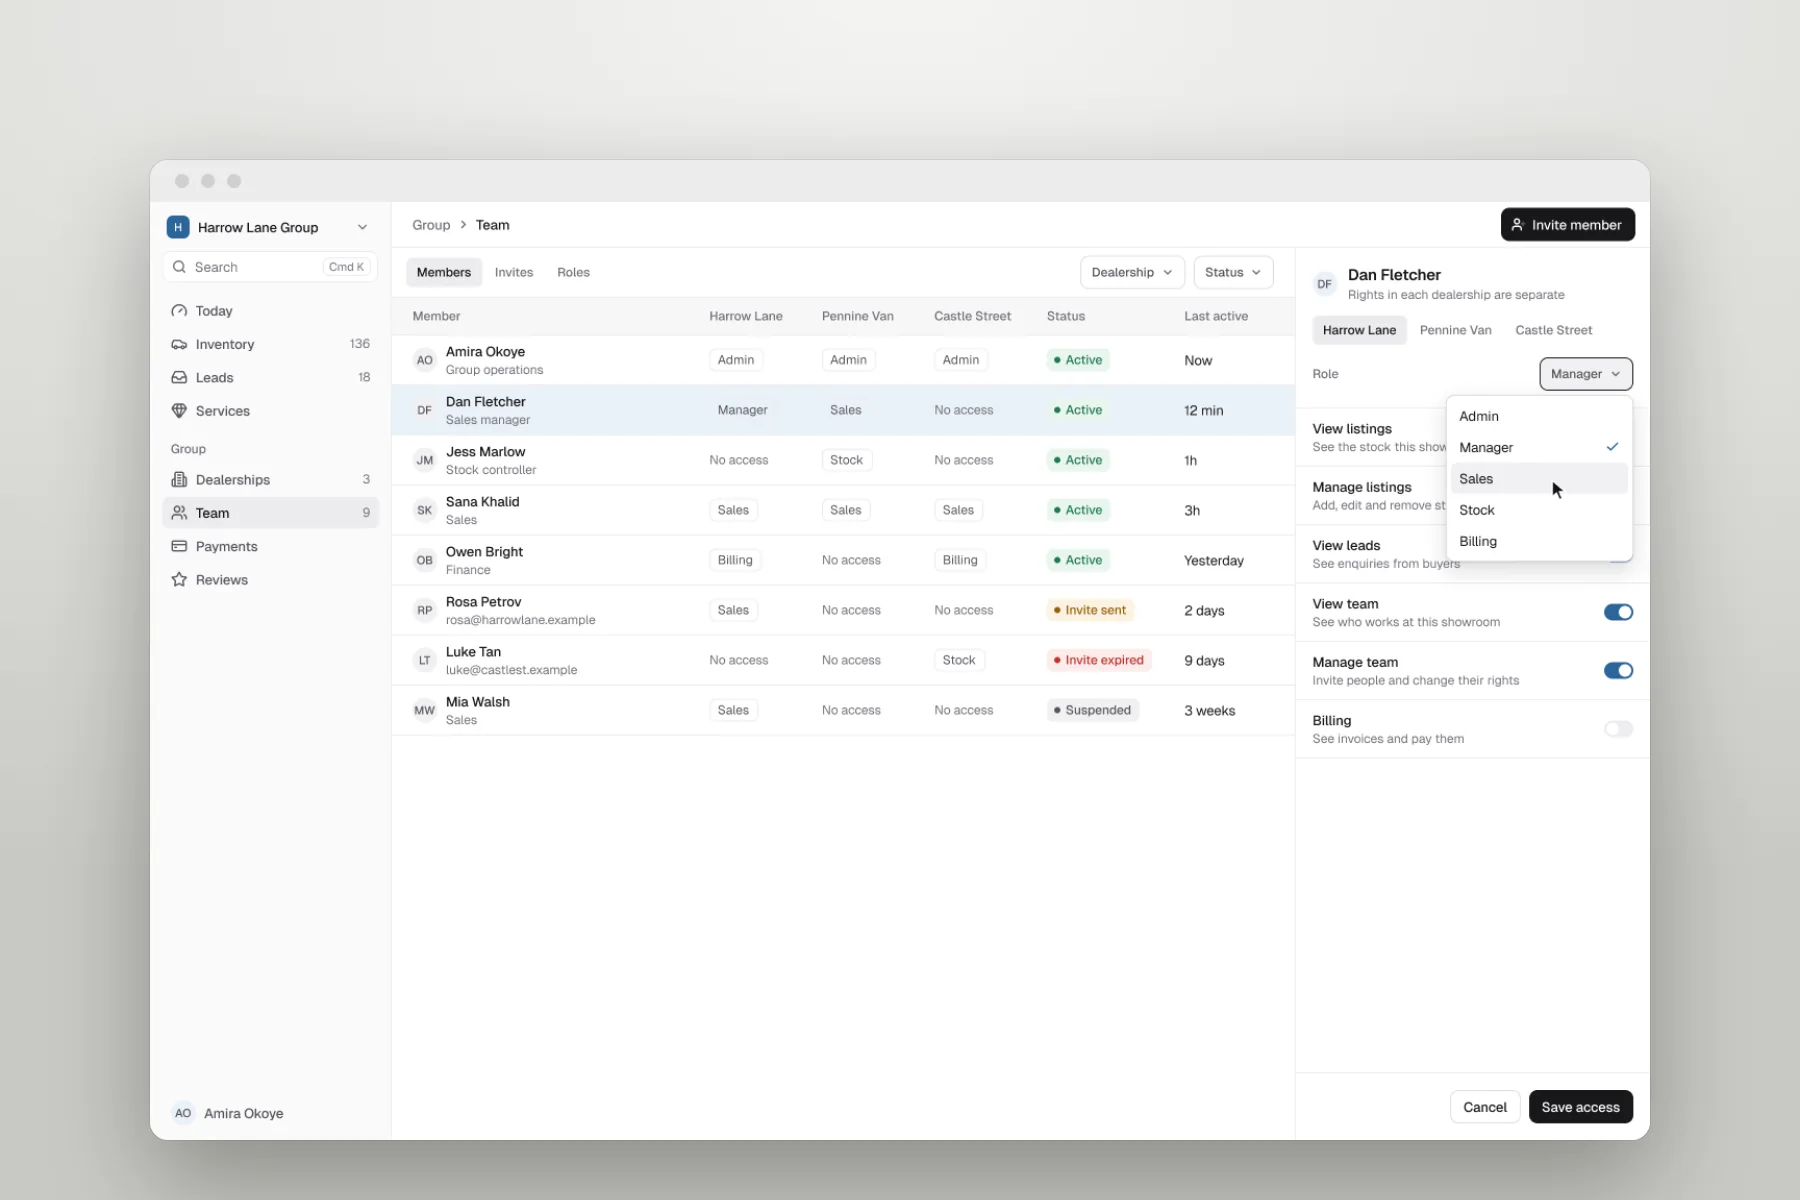 H Harrow Lane Group
Search Cmd K
Today
Inventory 136
Leads 18
Services
Group
Dealerships 3
Team 9
Payments
Reviews
AO Amira Okoye
Group > Team
Invite member
Members Invites Roles
Dealership Status
Member Harrow Lane Pennine Van Castle Street Status Last active
AO Amira Okoye Admin Admin Admin Active Now
Group operations
DF Dan Fletcher Manager Sales No access Active 12 min
Sales manager
JM Jess Marlow No access Stock No access Active 1h
Stock controller
SK Sana Khalid Sales Sales Sales Active 3h
Sales
OB Owen Bright Billing No access Billing Active Yesterday
Finance
RP Rosa Petrov Sales No access No access Invite sent 2 days
rosa@harrowlane.example
LT Luke Tan No access No access Stock Invite expired 9 days
luke@castlest.example
MW Mia Walsh Sales No access No access Suspended 3 weeks
Sales
DF Dan Fletcher
Rights in each dealership are separate
Harrow Lane Pennine Van Castle Street
Role Manager
Admin
Manager
Sales
Stock
Billing
View listings
See the stock this
Manage listings
Add, edit and remove
View leads
See enquiries from buyers
View team
See who works at this showroom
Manage team
Invite people and change their rights
Billing
See invoices and pay them
Cancel Save access